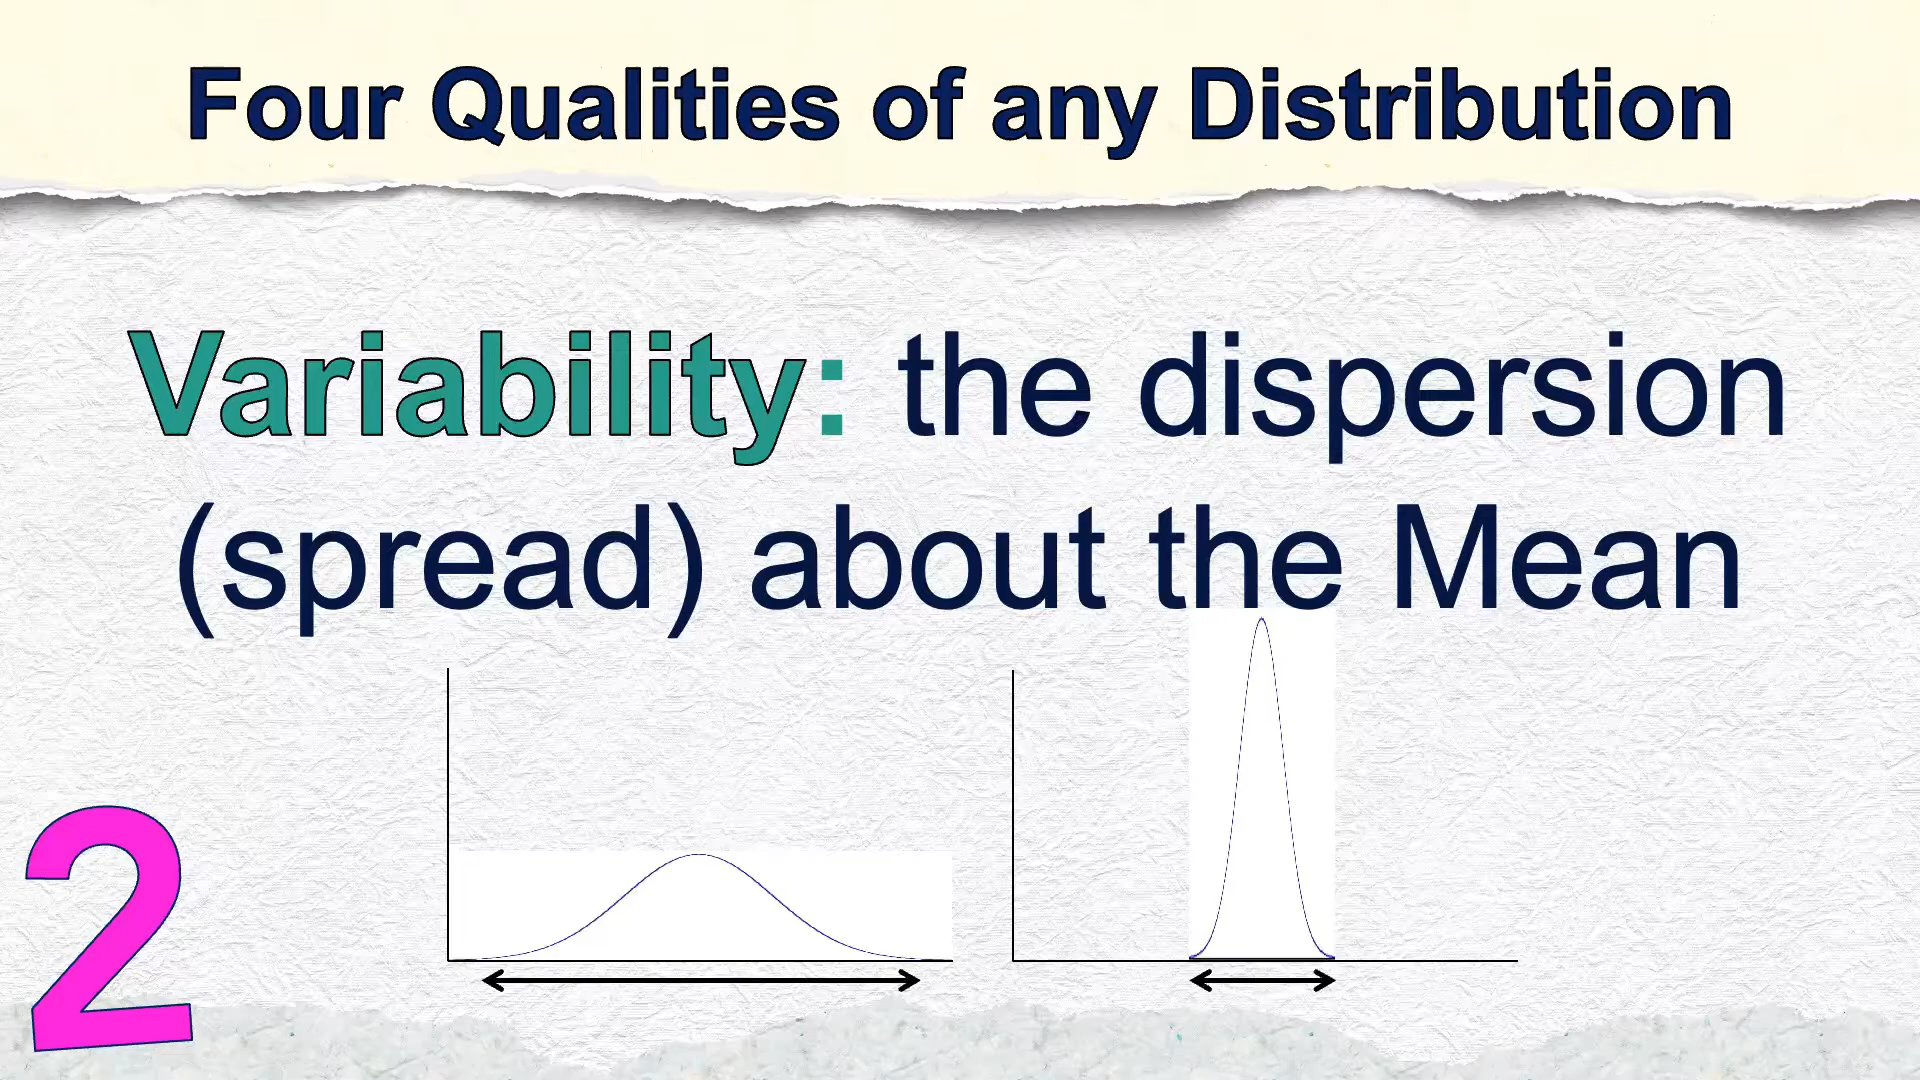 Four Qualities of any Distribution
Variability: the dispersion
(spread) about the Mean
2